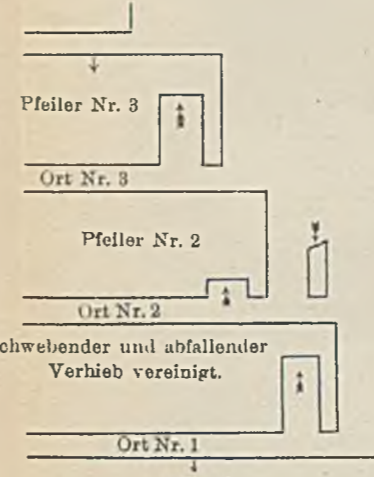 Pfeiler Nr. 3
Ort Nr. 3
Pfeiler Nr. 2
Ort Nr. 2
chwebender und abfallender
Verhieb vereinigt.
Ort Nr. 1